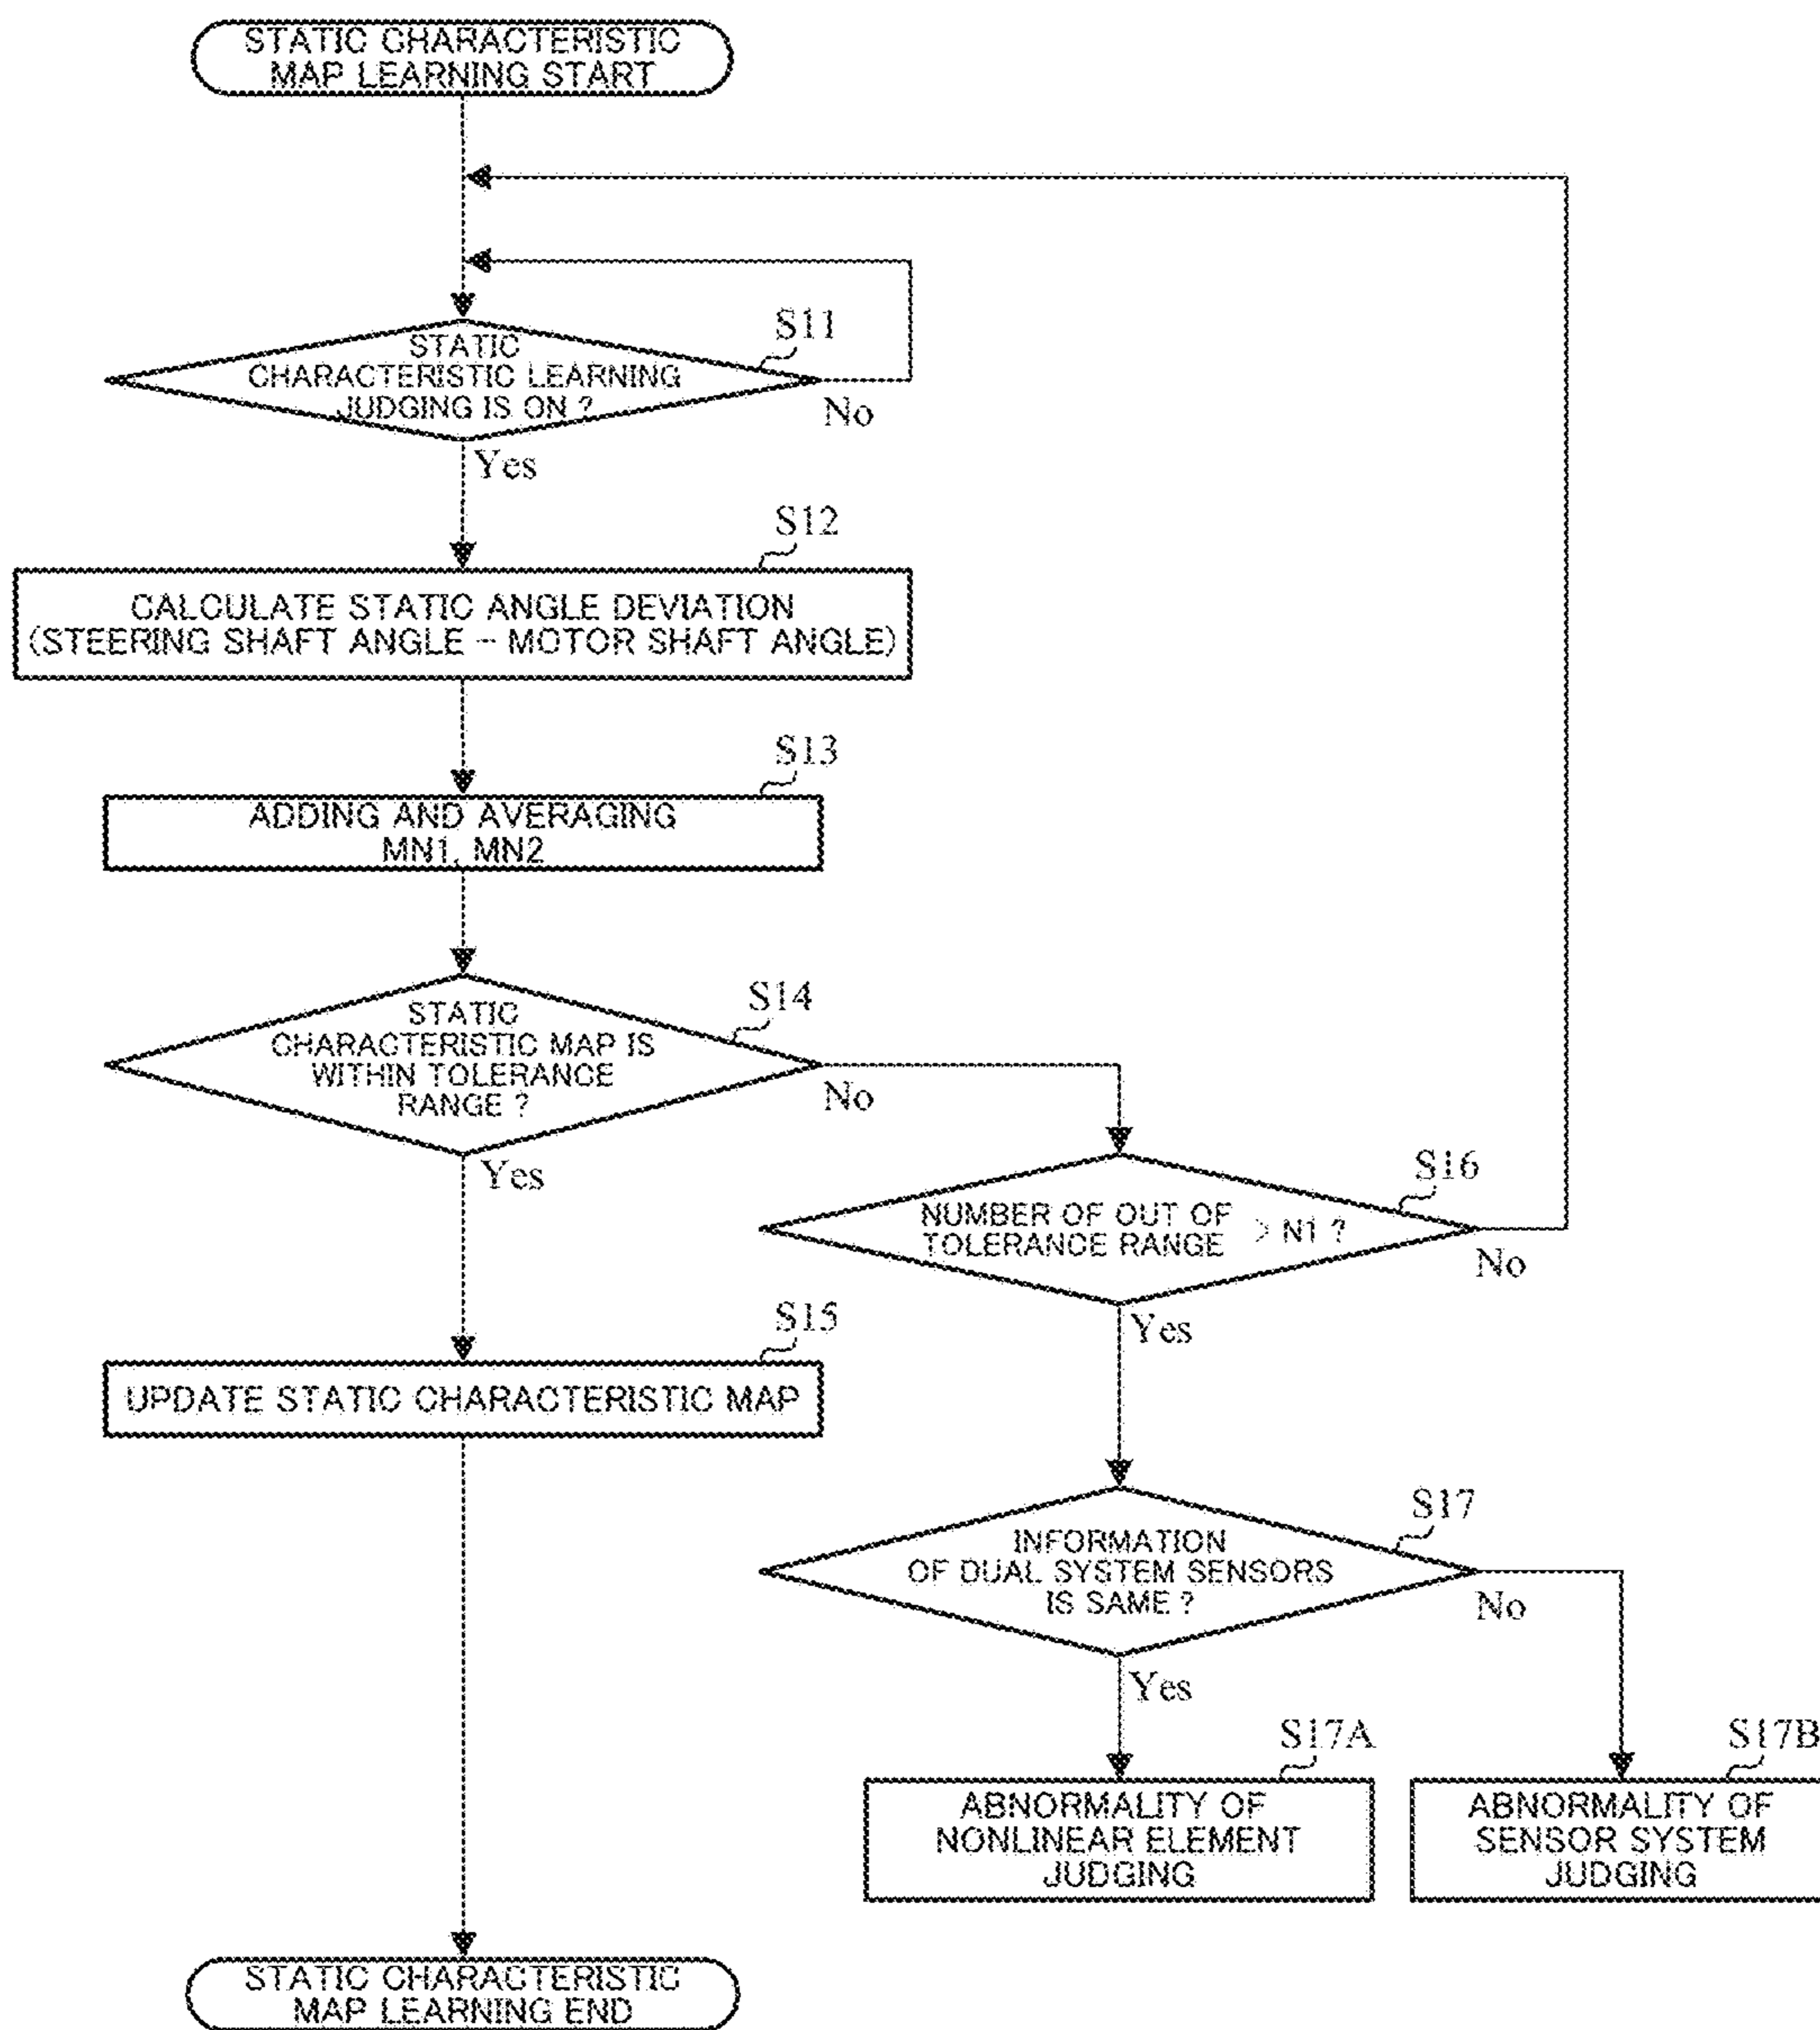 STATIC CHARACTERISTIC
MAP LEARNING START
S11
STATIC
CHARACTERISTIC LEARNING
JUDGING IS ON ?
No
Yes
S12
CALCULATE STATIC ANGLE DEVIATION
(STEERING SHAFT ANGLE － MOTOR SHAFT ANGLE)
S13
ADDING AND AVERAGING
MN1, MN2
S14
STATIC
CHARACTERISTIC MAP IS
WITHIN TOLERANCE
RANGE ?
No
Yes
S16
NUMBER OF OUT OF
TOLERANCE RANGE > N1 ?
No
Yes
S15
UPDATE STATIC CHARACTERISTIC MAP
S17
INFORMATION
OF DUAL SYSTEM SENSORS
IS SAME ?
No
Yes
S17A
ABNORMALITY OF
NONLINEAR ELEMENT
JUDGING
S17B
ABNORMALITY OF
SENSOR SYSTEM
JUDGING
STATIC CHARACTERISTIC
MAP LEARNING END